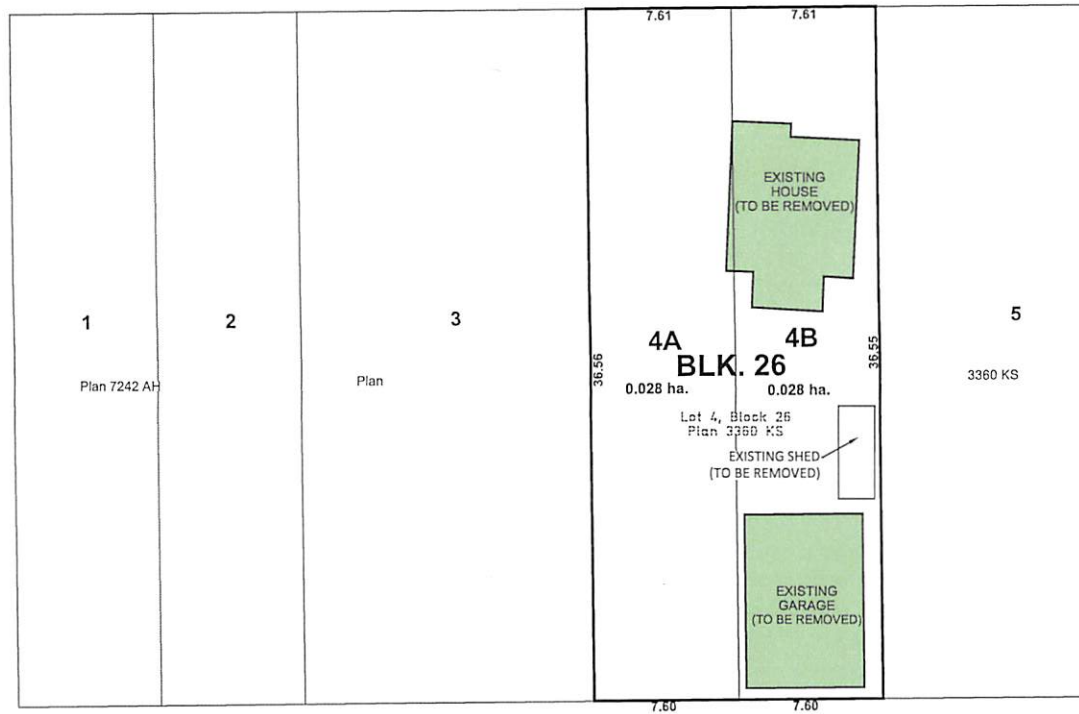 7.61
7.61
EXISTING
HOUSE
(TO BE REMOVED)
1
2
3
5
4A
4B
BLK. 26
36.56
36.55
0.028 ha.
0.028 ha.
Plan 7242 AH
Plan
3360 KS
Lot 4, Block 26
Plan 3360 KS
EXISTING SHED
(TO BE REMOVED)
EXISTING
GARAGE
(TO BE REMOVED)
7.60
7.60